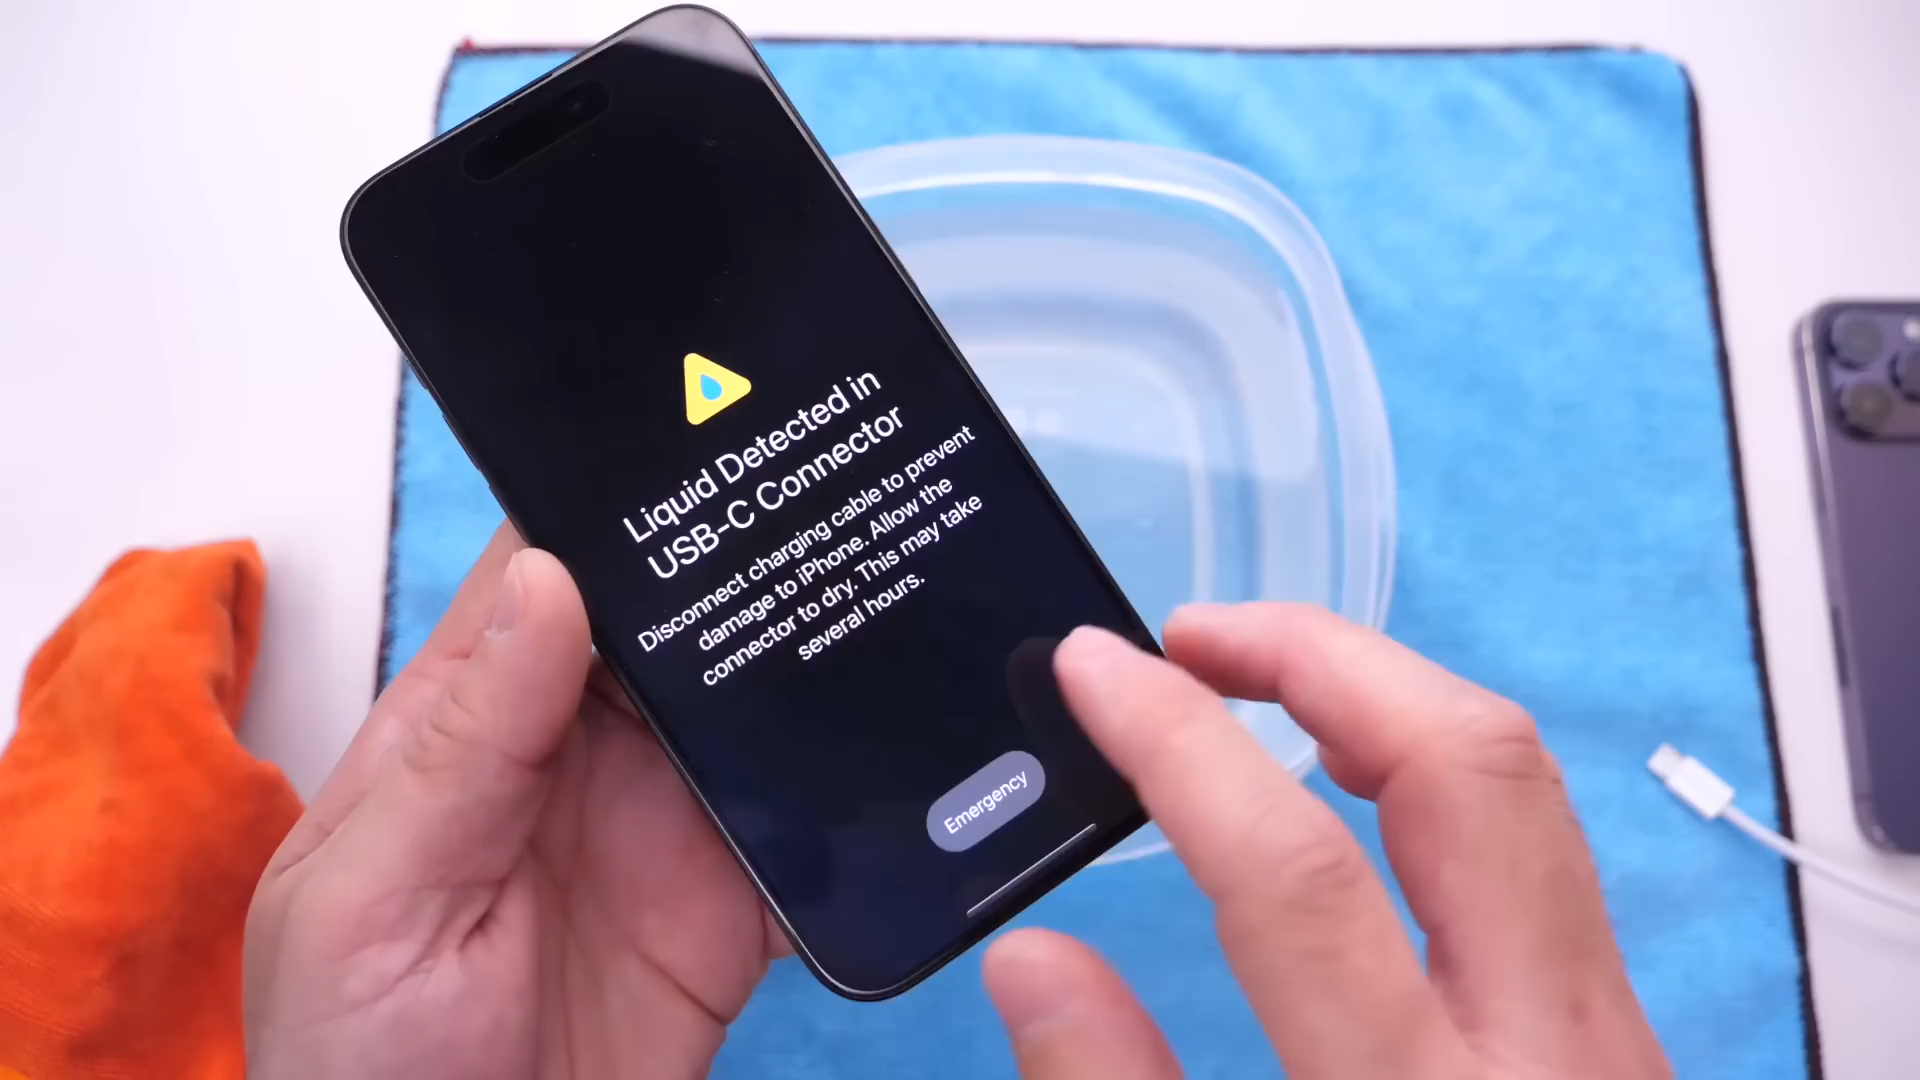 Liquid Detected in
USB-C Connector
Disconnect charging cable to prevent
damage to iPhone. Allow the
connector to dry. This may take
several hours.
Emergency